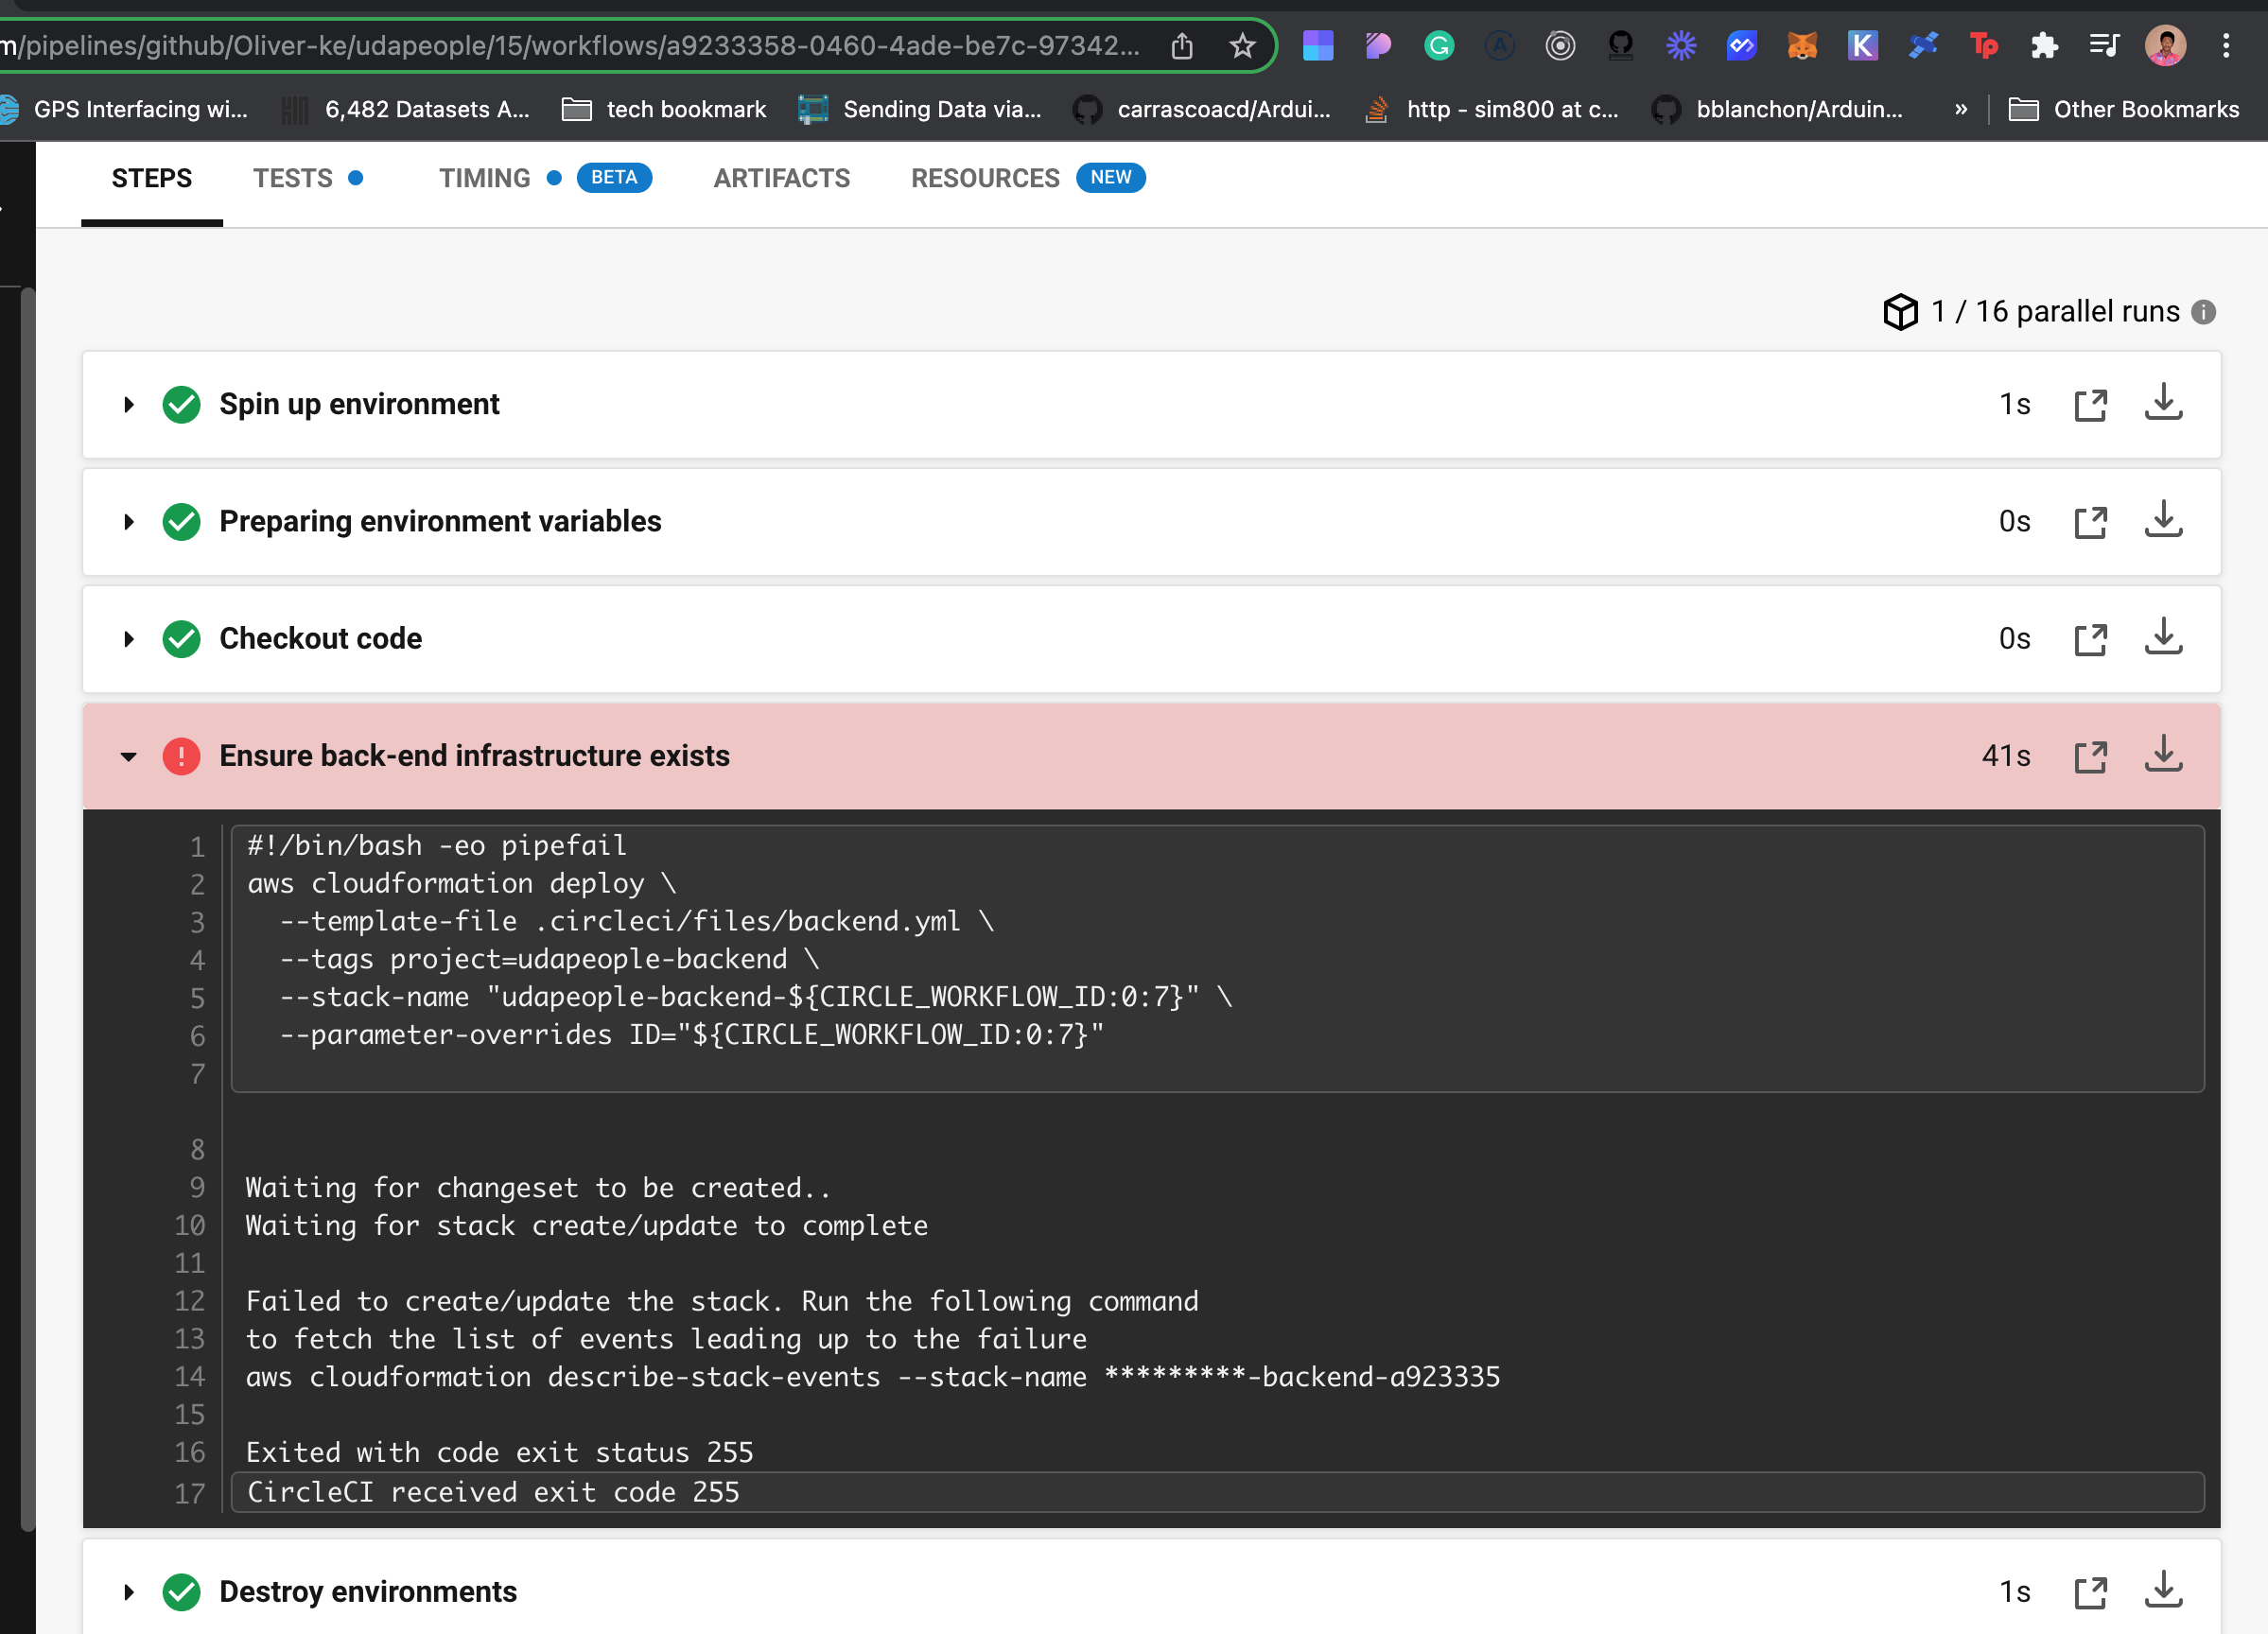 m/pipelines/github/Oliver-ke/udapeople/15/workflows/a9233358-0460-4ade-be7c-97342...
GPS Interfacing wi...
6,482 Datasets A...
tech bookmark
Sending Data via...
carrascoacd/Ardui...
http - sim800 at c...
bblanchon/Arduin...
»
Other Bookmarks
STEPS
TESTS
TIMING BETA
ARTIFACTS
RESOURCES NEW
1 / 16 parallel runs
Spin up environment 1s
Preparing environment variables 0s
Checkout code 0s
Ensure back-end infrastructure exists 41s
1 #!/bin/bash -eo pipefail
2 aws cloudformation deploy \
3 --template-file .circleci/files/backend.yml \
4 --tags project=udapeople-backend \
5 --stack-name "udapeople-backend-${CIRCLE_WORKFLOW_ID:0:7}" \
6 --parameter-overrides ID="${CIRCLE_WORKFLOW_ID:0:7}"
7
8
9 Waiting for changeset to be created..
10 Waiting for stack create/update to complete
11
12 Failed to create/update the stack. Run the following command
13 to fetch the list of events leading up to the failure
14 aws cloudformation describe-stack-events --stack-name *********-backend-a923335
15
16 Exited with code exit status 255
17 CircleCI received exit code 255
Destroy environments 1s